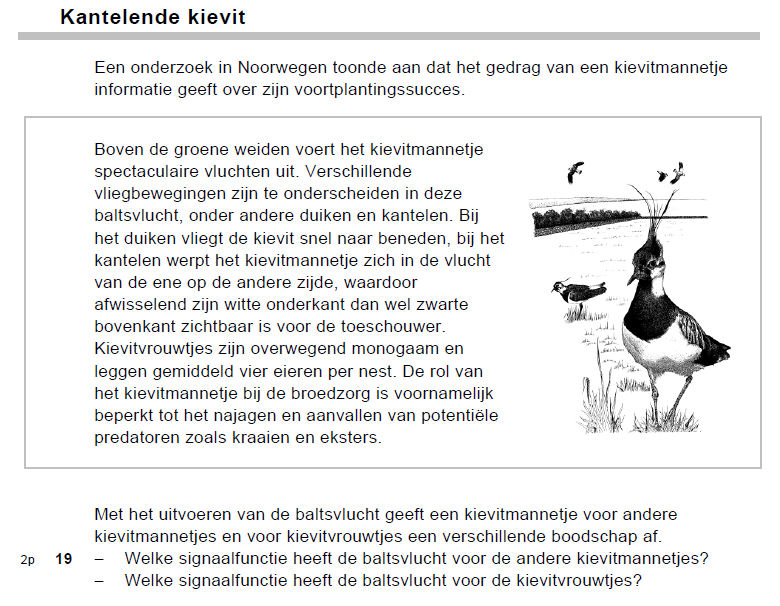 Kantelende kievit
Een onderzoek in Noorwegen toonde aan dat het gedrag van een kievitmannetje
informatie geeft over zijn voortplantingssucces.
Boven de groene weiden voert het kievitmannetje
spectaculaire vluchten uit. Verschillende
vliegbewegingen zijn te onderscheiden in deze
baltsvlucht, onder andere duiken en kantelen. Bij
het duiken vliegt de kievit snel naar beneden, bij het
kantelen werpt het kievitmannetje zich in de vlucht
van de ene op de andere zijde, waardoor
afwisselend zijn witte onderkant dan wel zwarte
bovenkant zichtbaar is voor de toeschouwer.
Kievitvrouwtjes zijn overwegend monogaam en
leggen gemiddeld vier eieren per nest. De rol van
het kievitmannetje bij de broedzorg is voornamelijk
beperkt tot het najagen en aanvallen van potentiële
predatoren zoals kraaien en eksters.
Met het uitvoeren van de baltsvlucht geeft een kievitmannetje voor andere
kievitmannetjes en voor kievitvrouwtjes een verschillende boodschap af.
2p 19 – Welke signaalfunctie heeft de baltsvlucht voor de andere kievitmannetjes?
– Welke signaalfunctie heeft de baltsvlucht voor de kievitvrouwtjes?